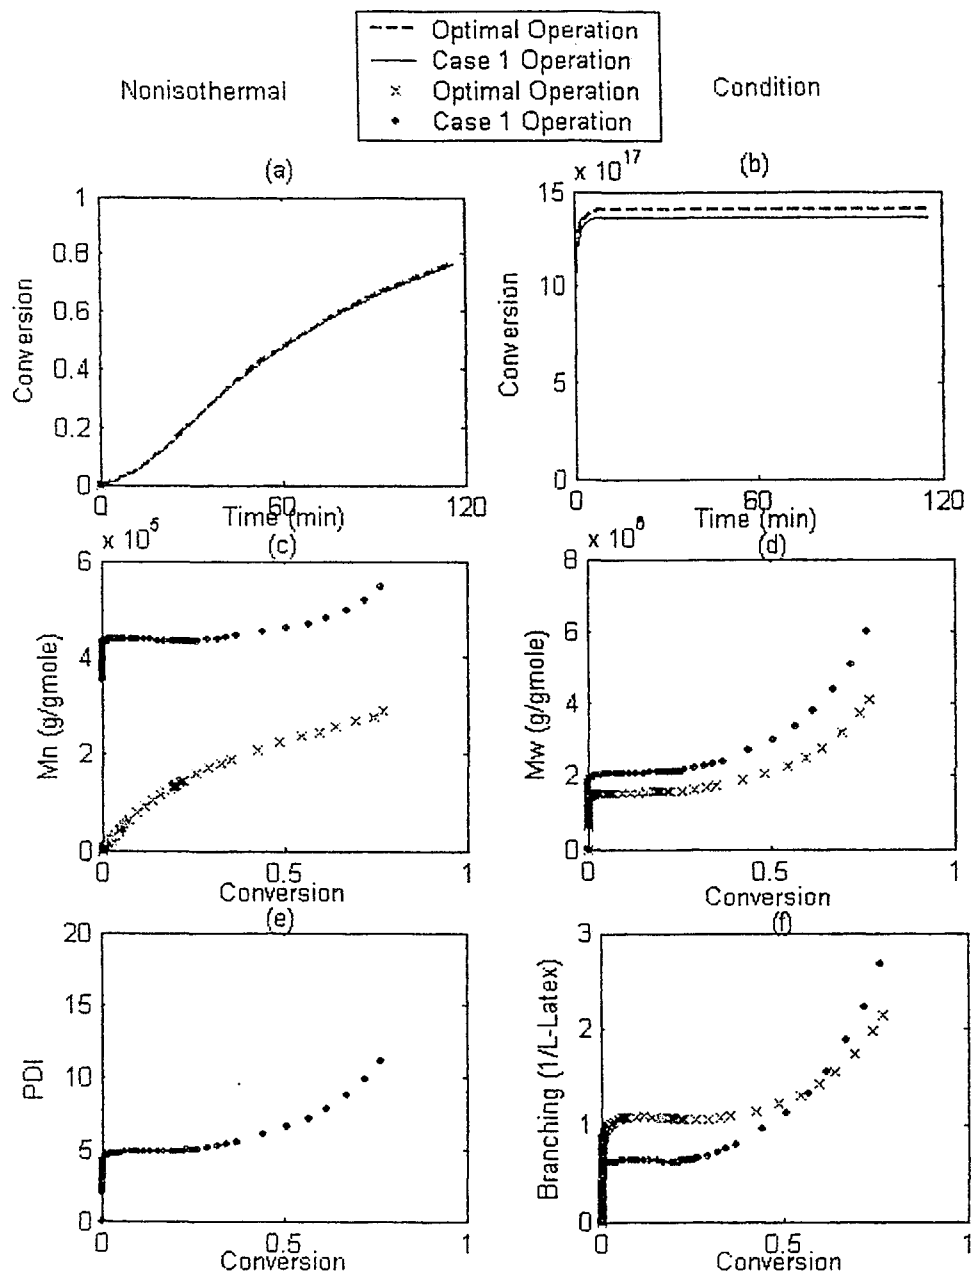 Optimal Operation
Case 1 Operation
Optimal Operation
Case 1 Operation
Nonisothermal
Condition
(a)
1
0.8
0.6
0.4
0.2
0
0
60
120
Conversion
Time (min)
(b)
x 10^17
15
10
5
0
0
60
120
Conversion
Time (min)
(c)
x 10^5
6
4
2
0
0
0.5
1
Mn (g/gmole)
Conversion
(d)
x 10^6
8
6
4
2
0
0
0.5
1
Mw (g/gmole)
Conversion
(e)
20
15
10
5
0
0
0.5
1
PDI
Conversion
(f)
3
2
1
0
0
0.5
1
Branching (1/L-Latex)
Conversion